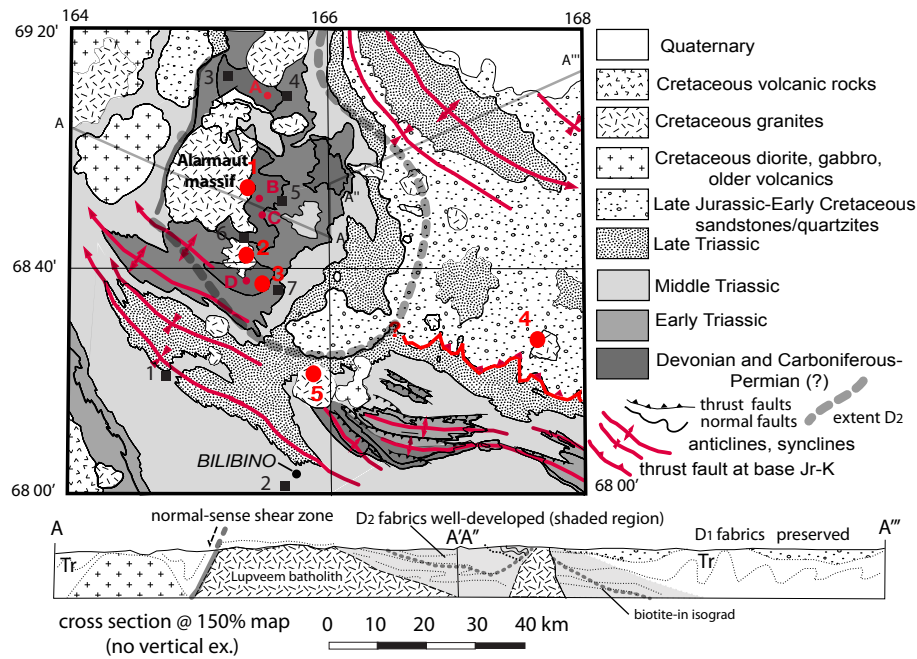 164
166
168
69 20'
68 40'
68 00'
68 00'
A
A'''
A''
A'
3
4
A
Alarmaut
massif
1
B
5
C
6
2
D
3
7
?
4
1
5
BILIBINO
2
Quaternary
Cretaceous volcanic rocks
Cretaceous granites
Cretaceous diorite, gabbro,
older volcanics
Late Jurassic-Early Cretaceous
sandstones/quartzites
Late Triassic
Middle Triassic
Early Triassic
Devonian and Carboniferous-
Permian (?)
thrust faults
normal faults
extent D2
anticlines, synclines
thrust fault at base Jr-K
A
normal-sense shear zone
D2 fabrics well-developed (shaded region)
A'A''
D1 fabrics preserved
A'''
Tr
Lupveem batholith
Tr
biotite-in isograd
cross section @ 150% map
(no vertical ex.)
0 10 20 30 40 km